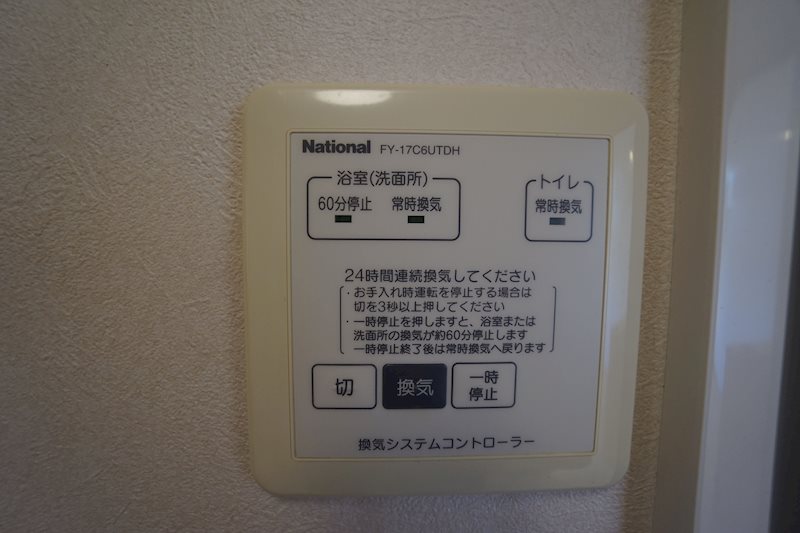 National FY-17C6UTDH
浴室(洗面所)
60分停止 常時換気
トイレ
常時換気
24時間連続換気してください
・お手入れ時運転を停止する場合は
切を3秒以上押してください
・一時停止を押しますと、浴室または
洗面所の換気が約60分停止します
一時停止終了後は常時換気へ戻ります
切
換気
一時
停止
換気システムコントローラー